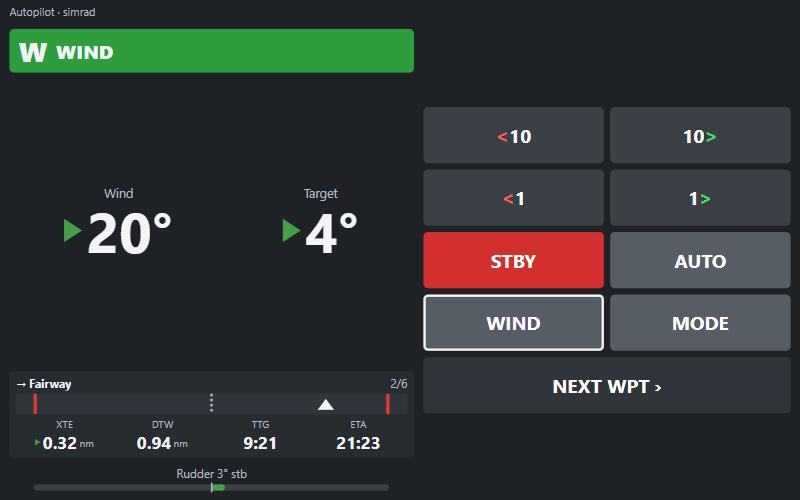 Autopilot · simrad
W WIND
Wind
20°
Target
4°
<10
10>
<1
1>
STBY
AUTO
WIND
MODE
NEXT WPT ›
→ Fairway
2/6
XTE
DTW
TTG
ETA
0.32 nm
0.94 nm
9:21
21:23
Rudder 3° stb